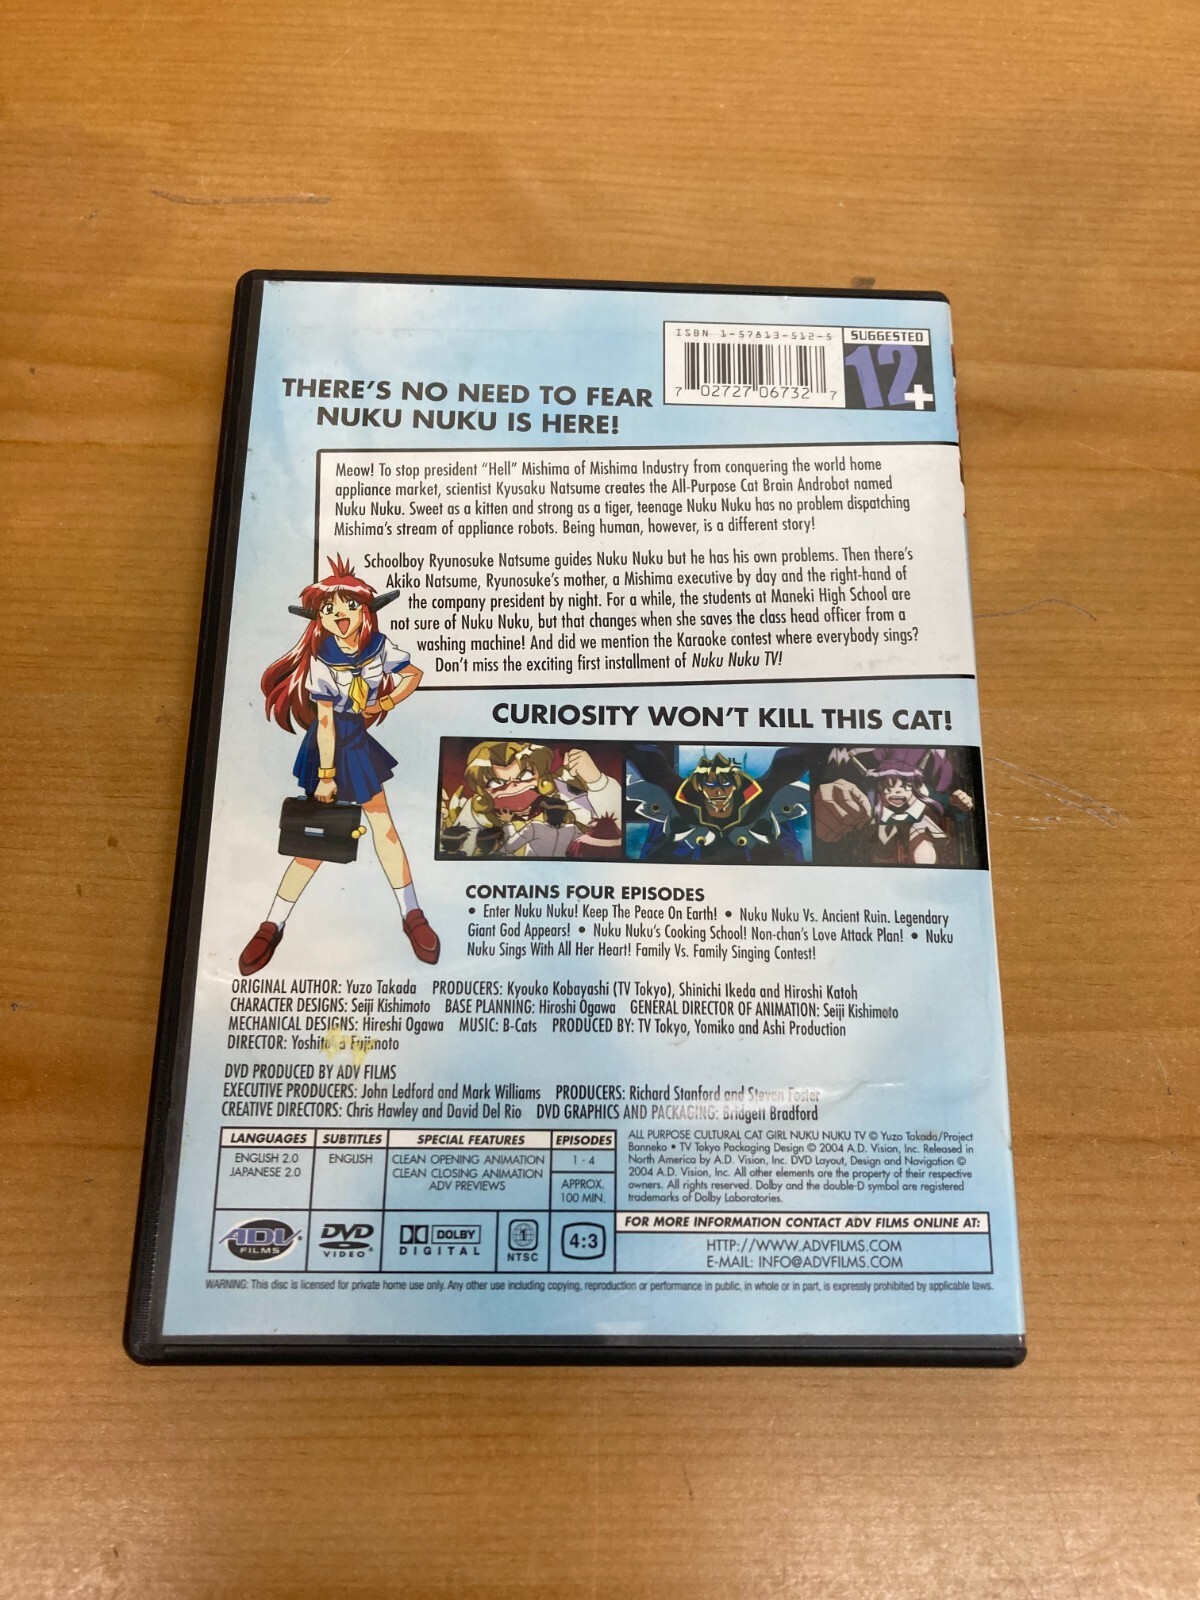 ISBN 1-57813-512-5
7 02727 06732 7
SUGGESTED
12+
THERE'S NO NEED TO FEAR
NUKU NUKU IS HERE!
Meow! To stop president "Hell" Mishima of Mishima Industry from conquering the world home
appliance market, scientist Kyusaku Natsume creates the All-Purpose Cat Brain Androbot named
Nuku Nuku. Sweet as a kitten and strong as a tiger, teenage Nuku Nuku has no problem dispatching
Mishima's stream of appliance robots. Being human, however, is a different story!
Schoolboy Ryunosuke Natsume guides Nuku Nuku but he has his own problems. Then there's
Akiko Natsume, Ryunosuke's mother, a Mishima executive by day and the right-hand of
the company president by night. For a while, the students at Maneki High School are
not sure of Nuku Nuku, but that changes when she saves the class head officer from a
washing machine! And did we mention the Karaoke contest where everybody sings?
Don't miss the exciting first installment of Nuku Nuku TV!
CURIOSITY WON'T KILL THIS CAT!
CONTAINS FOUR EPISODES
• Enter Nuku Nuku! Keep The Peace On Earth! • Nuku Nuku Vs. Ancient Ruin. Legendary
Giant God Appears! • Nuku Nuku's Cooking School! Non-chan's Love Attack Plan! • Nuku
Nuku Sings With All Her Heart! Family Vs. Family Singing Contest!
ORIGINAL AUTHOR: Yuzo Takada PRODUCERS: Kyouko Kobayashi (TV Tokyo), Shinichi Ikeda and Hiroshi Katoh
CHARACTER DESIGNS: Seiji Kishimoto BASE PLANNING: Hiroshi Ogawa GENERAL DIRECTOR OF ANIMATION: Seiji Kishimoto
MECHANICAL DESIGNS: Hiroshi Ogawa MUSIC: B-Cats PRODUCED BY: TV Tokyo, Yomiko and Ashi Production
DIRECTOR: Yoshitaka Fujimoto
DVD PRODUCED BY ADV FILMS
EXECUTIVE PRODUCERS: John Ledford and Mark Williams PRODUCERS: Richard Stanford and Steven Foster
CREATIVE DIRECTORS: Chris Hawley and David Del Rio DVD GRAPHICS AND PACKAGING: Bridgett Bradford
LANGUAGES
ENGLISH 2.0
JAPANESE 2.0
SUBTITLES
ENGLISH
SPECIAL FEATURES
CLEAN OPENING ANIMATION
CLEAN CLOSING ANIMATION
ADV PREVIEWS
EPISODES
1 - 4
APPROX.
100 MIN.
ALL PURPOSE CULTURAL CAT GIRL NUKU NUKU TV © Yuzo Takada/Project
Banneko • TV Tokyo Packaging Design © 2004 A.D. Vision, Inc. Released in
North America by A.D. Vision, Inc. DVD Layout, Design and Navigation ©
2004 A.D. Vision, Inc. All other elements are the property of their respective
owners. All rights reserved. Dolby and the double-D symbol are registered
trademarks of Dolby Laboratories.
ADV
FILMS
DVD
VIDEO
DOLBY
DIGITAL
1
NTSC
4:3
FOR MORE INFORMATION CONTACT ADV FILMS ONLINE AT:
HTTP://WWW.ADVFILMS.COM
E-MAIL: INFO@ADVFILMS.COM
WARNING: This disc is licensed for private home use only. Any other use including copying, reproduction or performance in public, in whole or in part, is expressly prohibited by applicable laws.